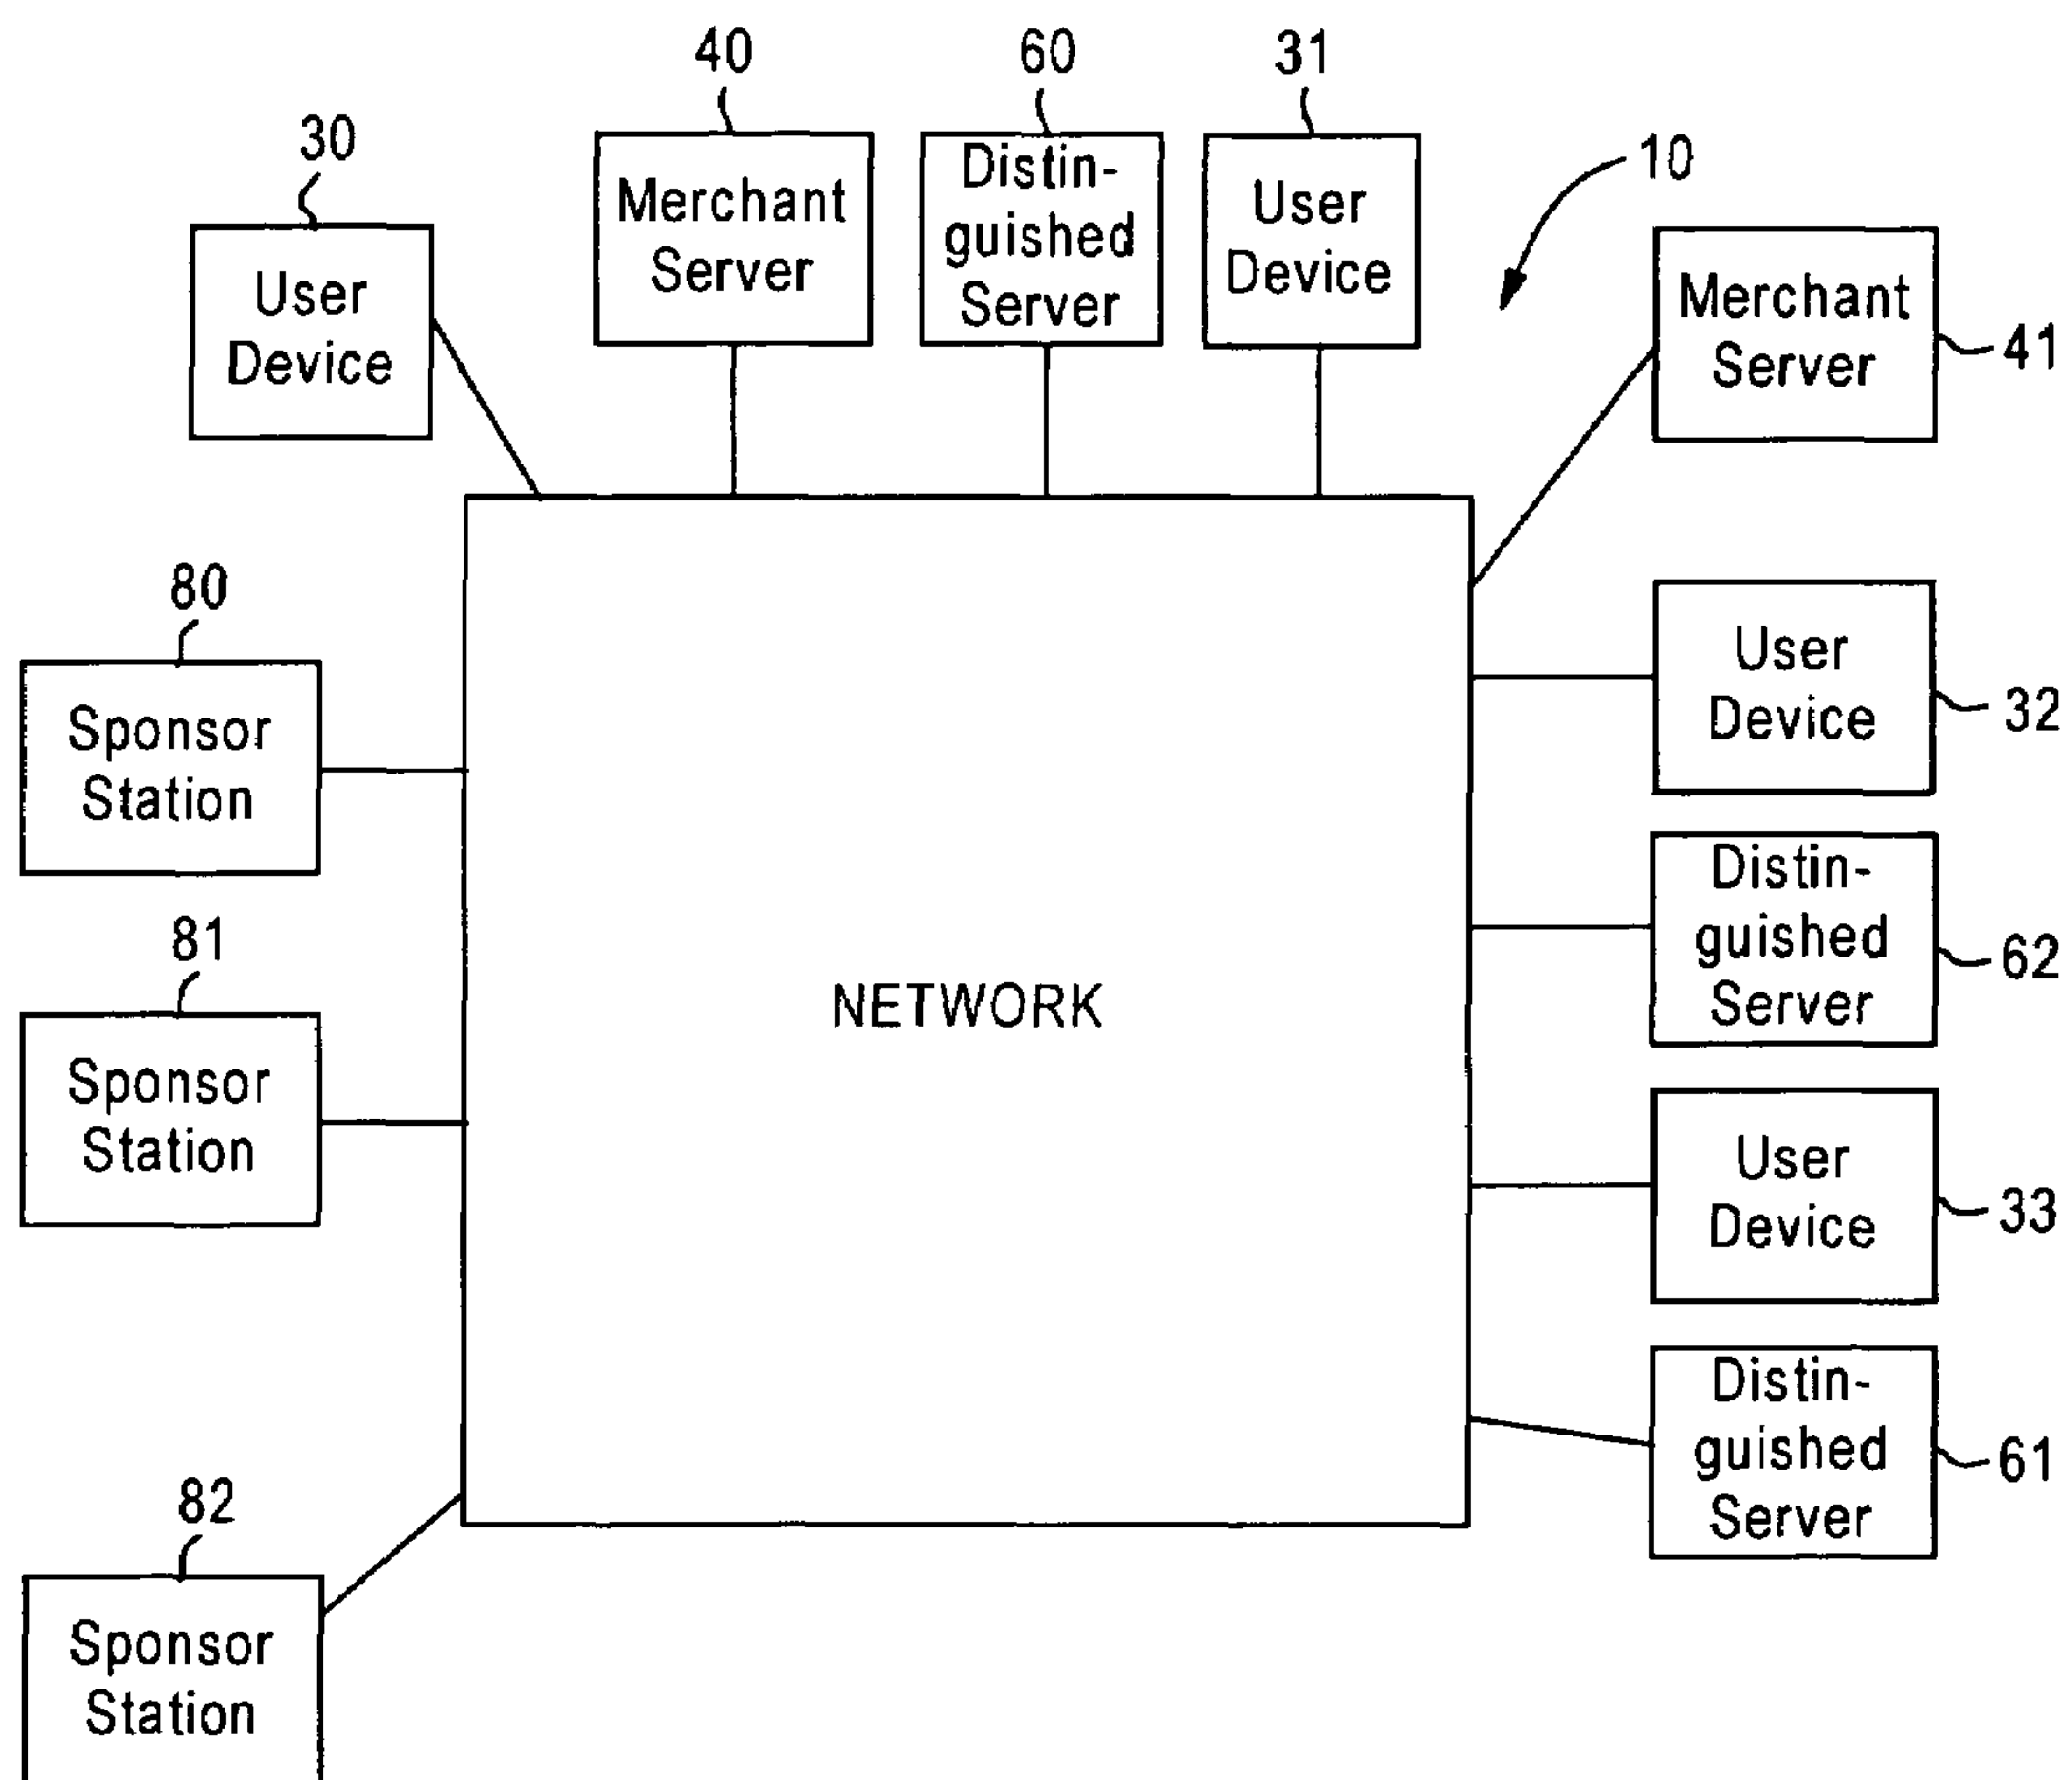 40
60
31
30
10
Merchant
Server
Distin-
guished
Server
User
Device
User
Device
Merchant
Server
41
80
User
Device
32
Sponsor
Station
Distin-
guished
Server
62
81
NETWORK
Sponsor
Station
User
Device
33
Distin-
guished
Server
61
82
Sponsor
Station